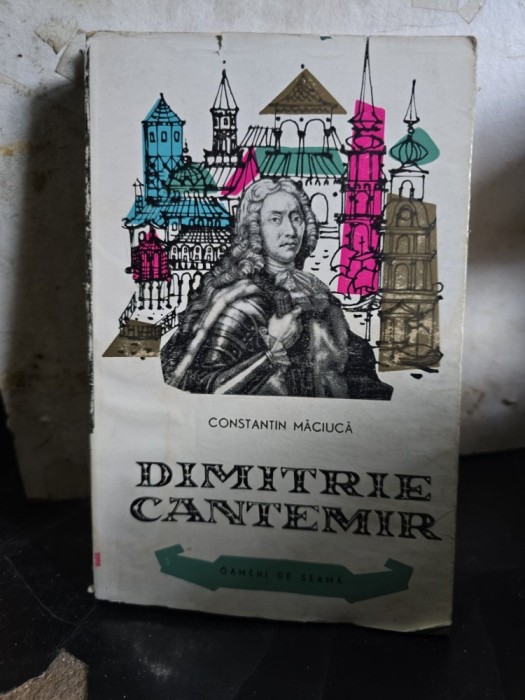 CONSTANTIN MĂCIUCĂ
DIMITRIE
CANTEMIR
OAMENI DE SEAMĂ